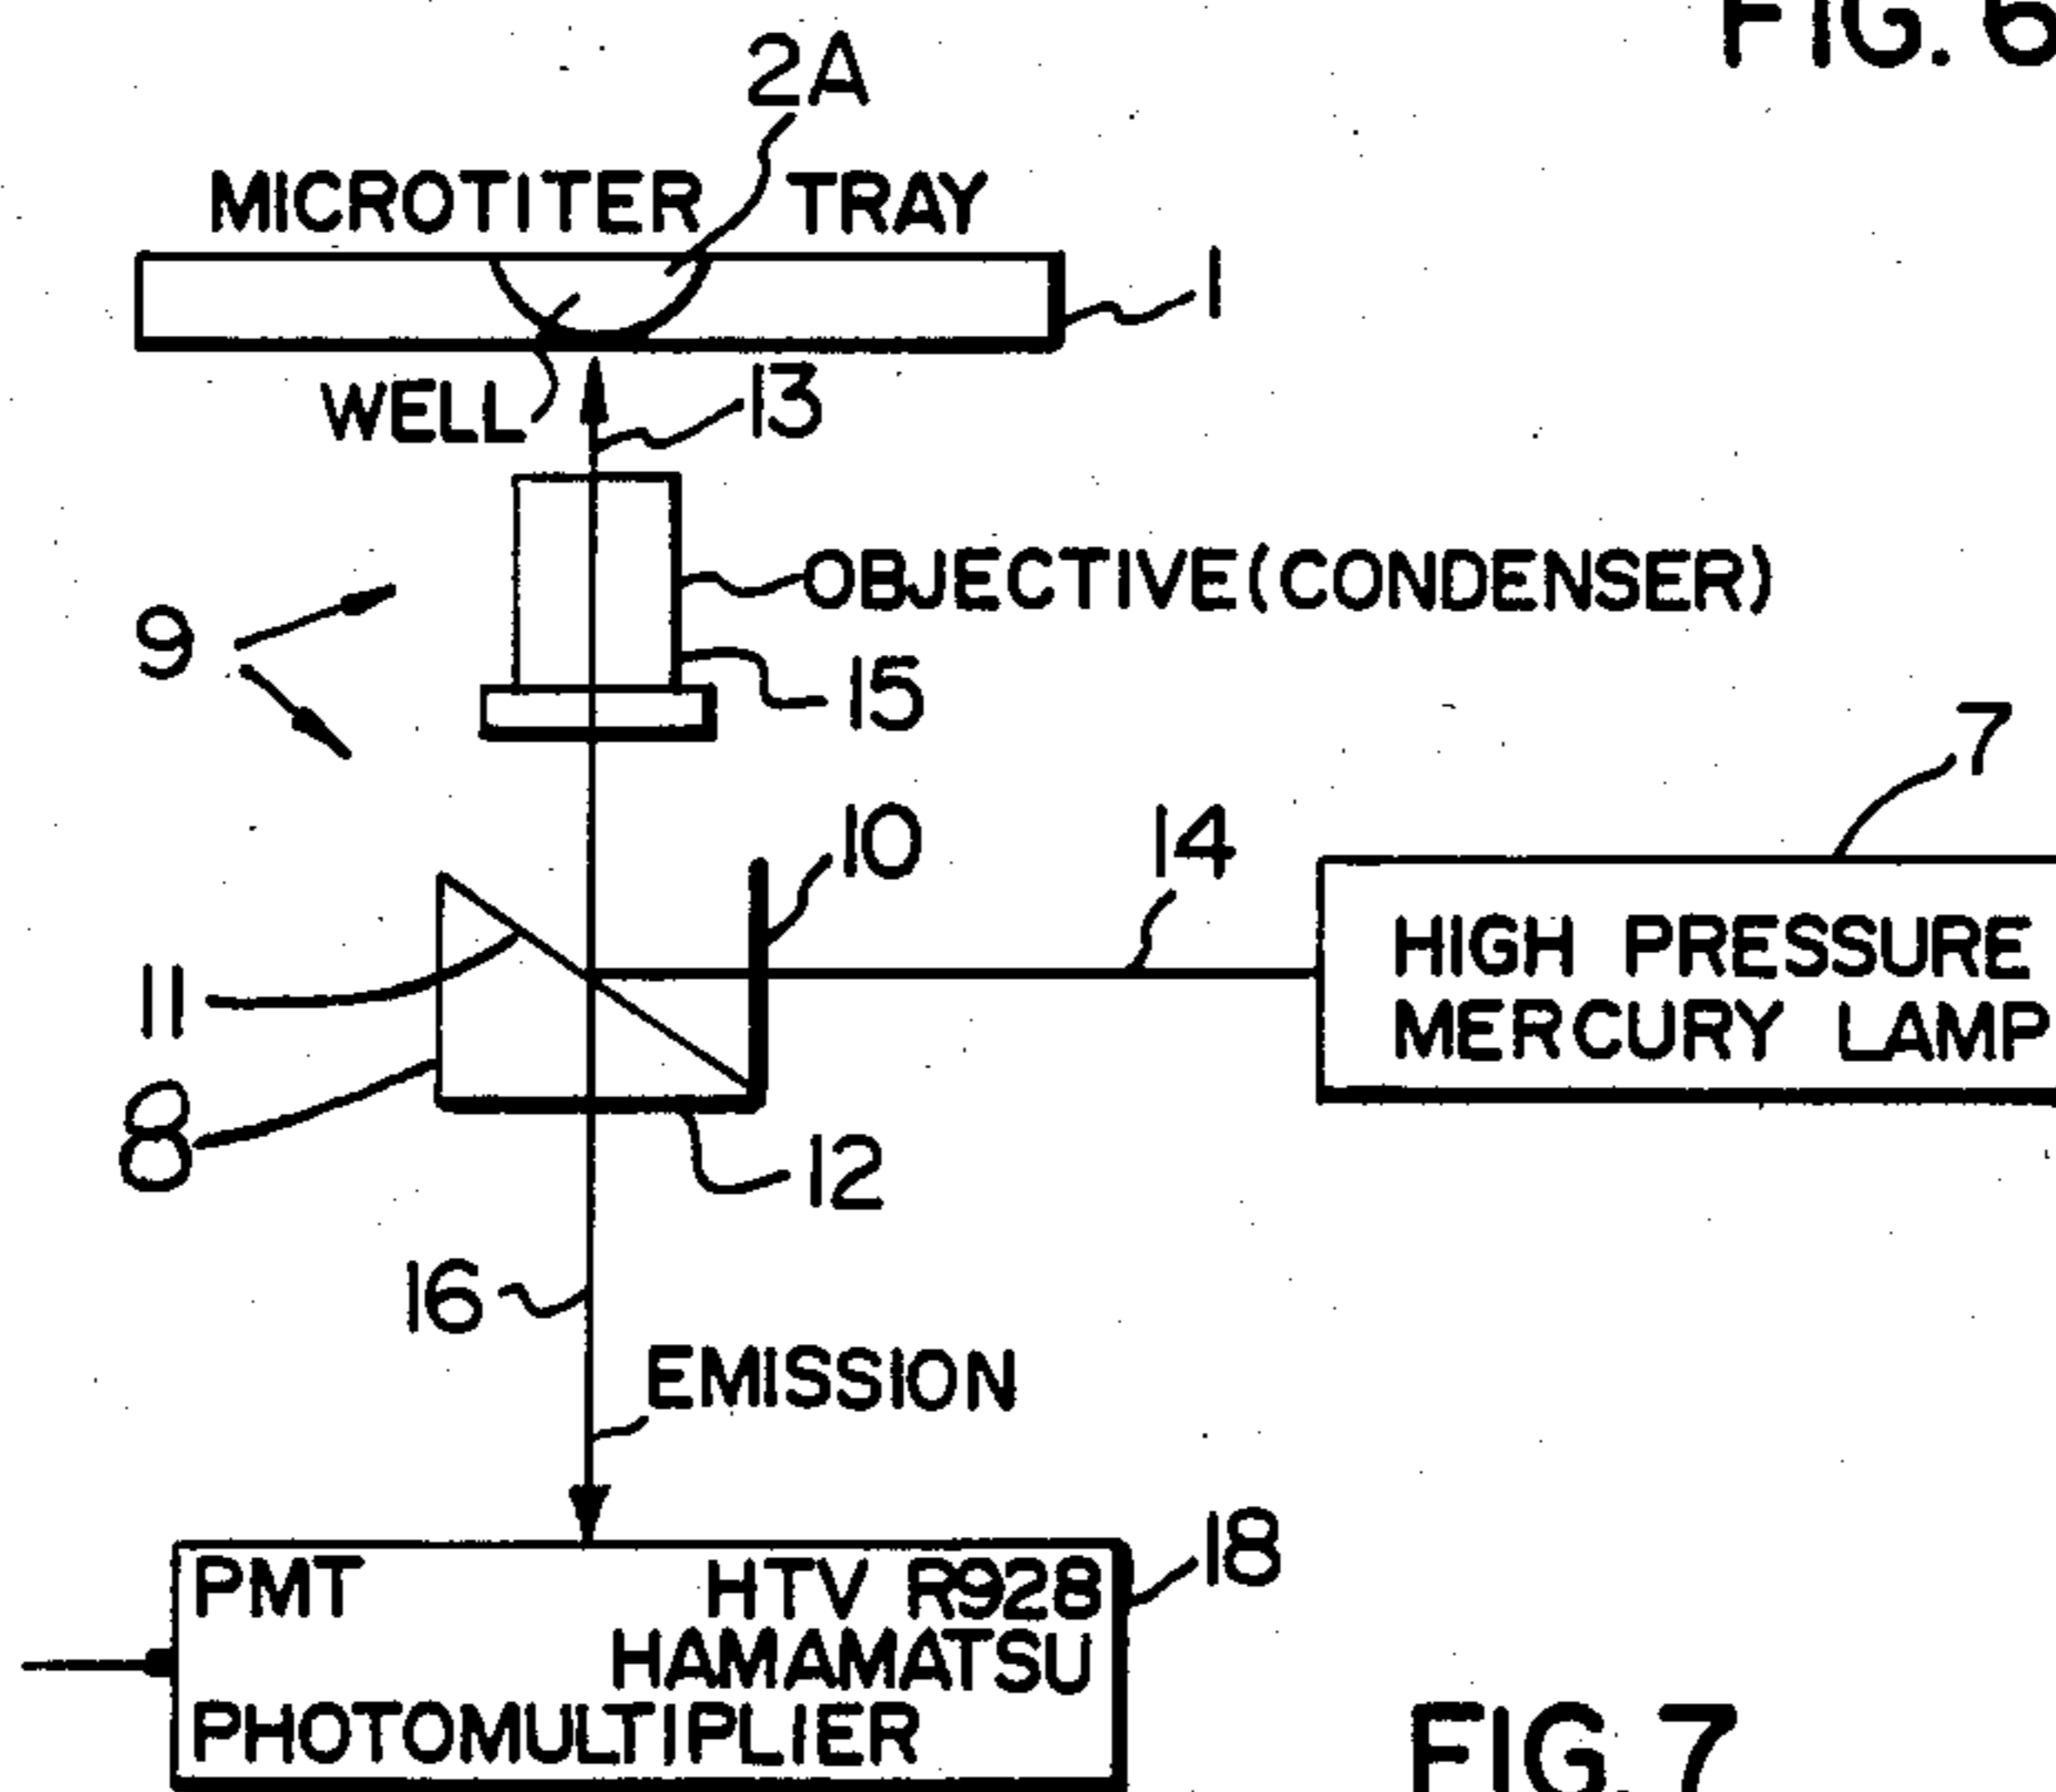 FIG. 6
2A
MICROTITER TRAY
1
WELL
13
OBJECTIVE(CONDENSER)
9
15
7
10
14
HIGH PRESSURE
MERCURY LAMP
11
8
12
16
EMISSION
18
PMT HTV R928
HAMAMATSU
PHOTOMULTIPLIER
FIG. 7